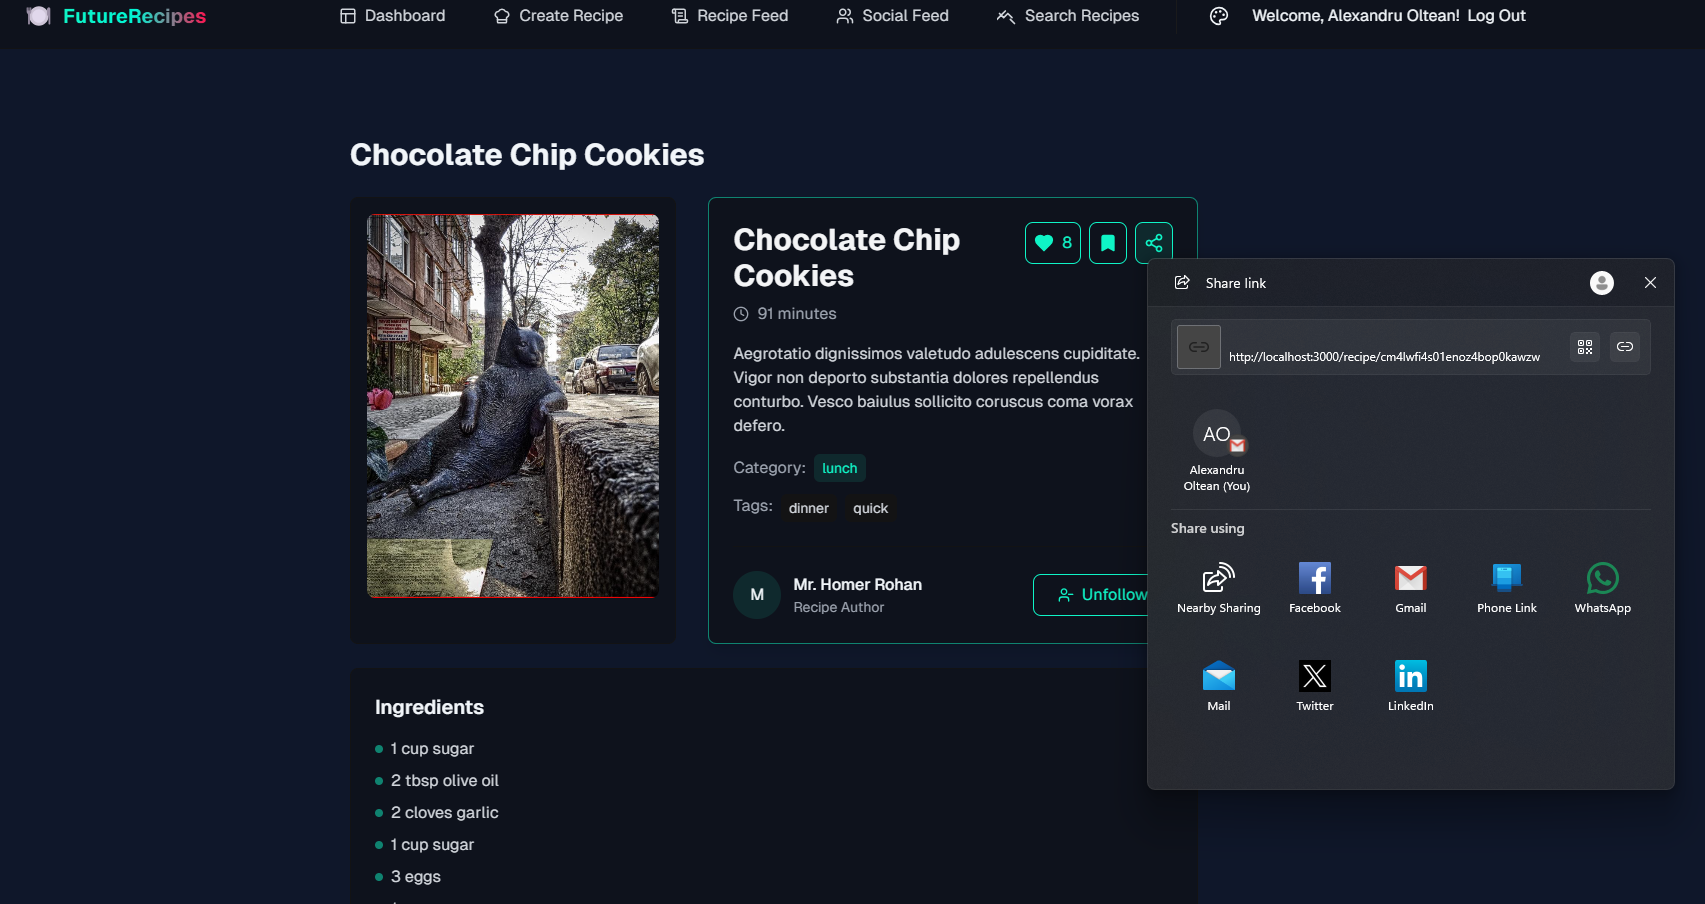 FutureRecipes
Dashboard
Create Recipe
Recipe Feed
Social Feed
Search Recipes
Welcome, Alexandru Oltean!
Log Out
Chocolate Chip Cookies
Chocolate Chip
Cookies
8
91 minutes
Aegrotatio dignissimos valetudo adulescens cupiditate.
Vigor non deporto substantia dolores repellendus
conturbo. Vesco baiulus sollicito coruscus coma vorax
defero.
Category: lunch
Tags: dinner quick
M
Mr. Homer Rohan
Recipe Author
Unfollow
Ingredients
1 cup sugar
2 tbsp olive oil
2 cloves garlic
1 cup sugar
3 eggs
Share link
http://localhost:3000/recipe/cm4lwfi4s01enoz4bop0kawzw
AO
Alexandru
Oltean (You)
Share using
Nearby Sharing
Facebook
Gmail
Phone Link
WhatsApp
Mail
Twitter
LinkedIn